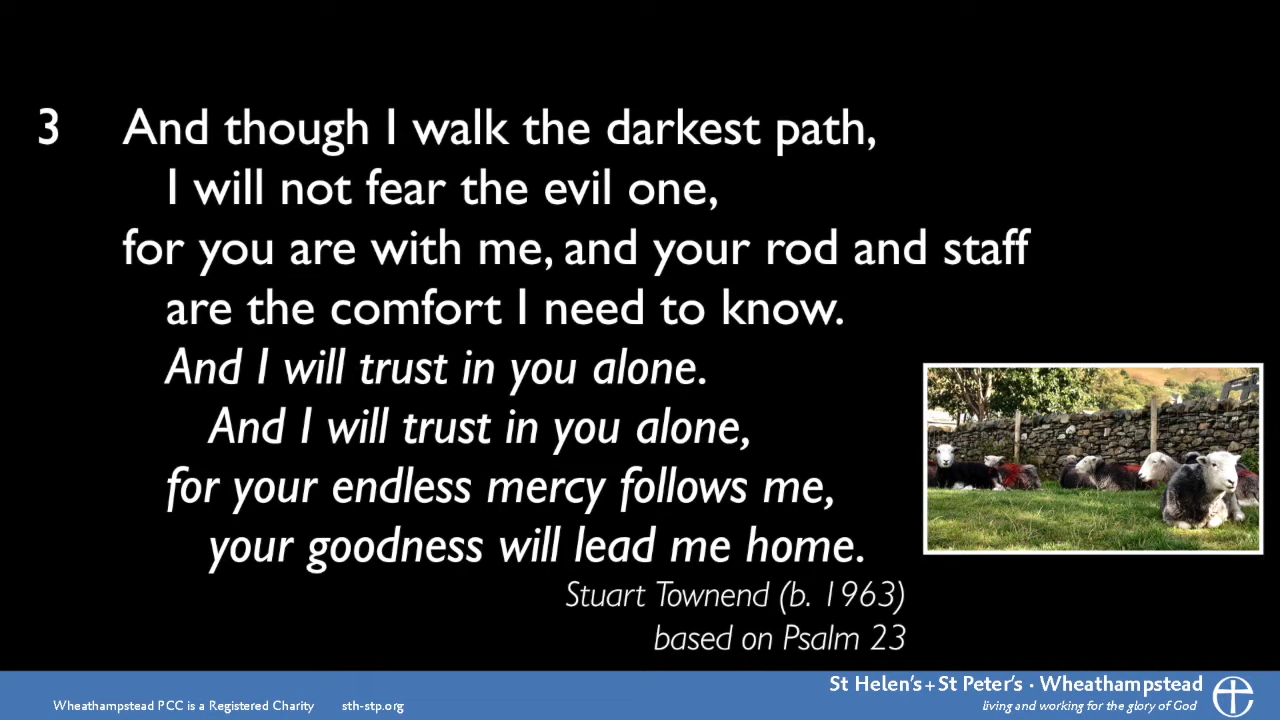 3 And though I walk the darkest path,
I will not fear the evil one,
for you are with me, and your rod and staff
are the comfort I need to know.
And I will trust in you alone.
And I will trust in you alone,
for your endless mercy follows me,
your goodness will lead me home.
Stuart Townend (b. 1963)
based on Psalm 23
St Helen's + St Peter's · Wheathampstead
Wheathampstead PCC is a Registered Charity sth-stp.org
living and working for the glory of God